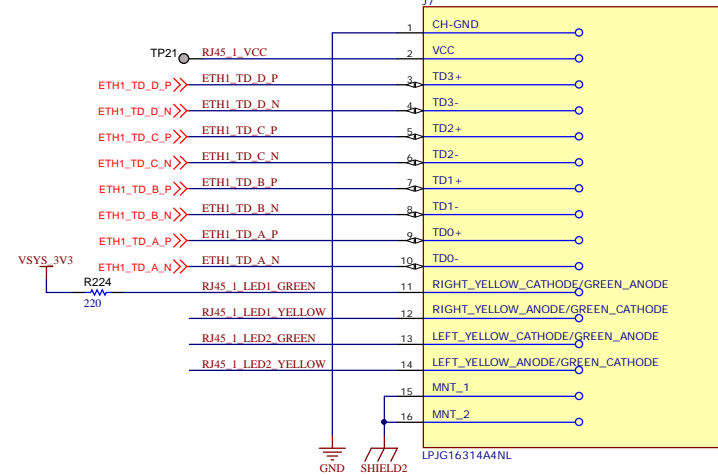 J7
1 CH-GND
TP21 RJ45_1_VCC 2 VCC
ETH1_TD_D_P ETH1_TD_D_P 3 TD3+
ETH1_TD_D_N ETH1_TD_D_N 4 TD3-
ETH1_TD_C_P ETH1_TD_C_P 5 TD2+
ETH1_TD_C_N ETH1_TD_C_N 6 TD2-
ETH1_TD_B_P ETH1_TD_B_P 7 TD1+
ETH1_TD_B_N ETH1_TD_B_N 8 TD1-
ETH1_TD_A_P ETH1_TD_A_P 9 TD0+
VSYS_3V3
ETH1_TD_A_N ETH1_TD_A_N 10 TD0-
R224 RJ45_1_LED1_GREEN 11 RIGHT_YELLOW_CATHODE/GREEN_ANODE
220
RJ45_1_LED1_YELLOW 12 RIGHT_YELLOW_ANODE/GREEN_CATHODE
RJ45_1_LED2_GREEN 13 LEFT_YELLOW_CATHODE/GREEN_ANODE
RJ45_1_LED2_YELLOW 14 LEFT_YELLOW_ANODE/GREEN_CATHODE
15 MNT_1
16 MNT_2
LPJG16314A4NL
GND SHIELD2